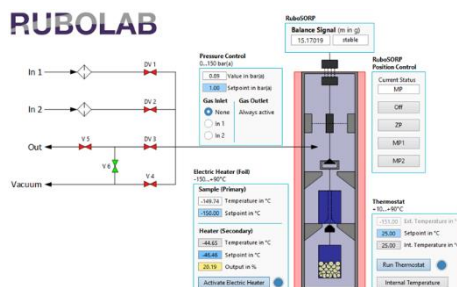 RUBOLAB
RuboSORP
Balance Signal (m in g)
15.17019 stable
Pressure Control
0...150 bar(a)
0.89 Value in bar(a)
1.00 Setpoint in bar(a)
Gas Inlet Gas Outlet
None Always active
In 1
In 2
RuboSORP
Position Control
Current Status
MP
Off
ZP
MP1
MP2
In 1
DV 1
In 2
DV 2
Out
V 5
DV 3
V 6
Vacuum
V 4
Electric Heater (Foil)
-150...+90°C
Sample (Primary)
-149.74 Temperature in °C
-150.00 Setpoint in °C
Heater (Secondary)
-44.65 Temperature in °C
Setpoint in °C
20.19 Output in %
Activate Electric Heater
Thermostat
+10...+90°C
Ext. Temperature in °C
25.00 Setpoint in °C
25.00 Int. Temperature in °C
Run Thermostat
Internal Temperature